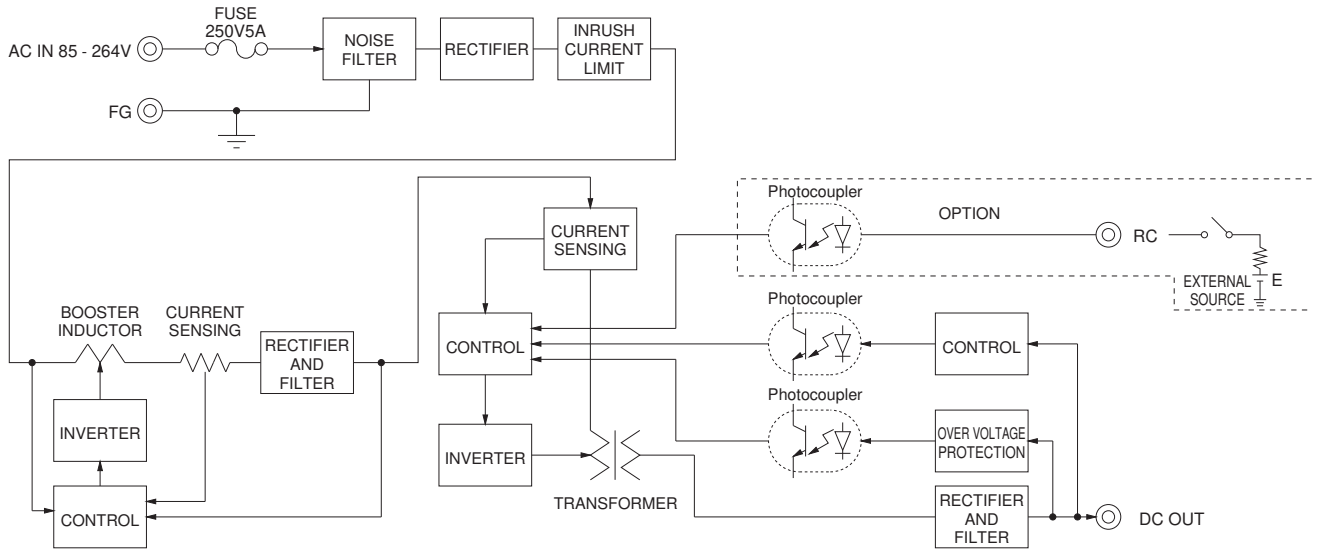 FUSE
250V5A
AC IN 85 - 264V
NOISE
FILTER
RECTIFIER
INRUSH
CURRENT
LIMIT
FG
Photocoupler
OPTION
RC
CURRENT
SENSING
EXTERNAL
SOURCE
E
BOOSTER
INDUCTOR
CURRENT
SENSING
RECTIFIER
AND
FILTER
CONTROL
Photocoupler
CONTROL
Photocoupler
INVERTER
INVERTER
OVER VOLTAGE
PROTECTION
TRANSFORMER
CONTROL
RECTIFIER
AND
FILTER
DC OUT